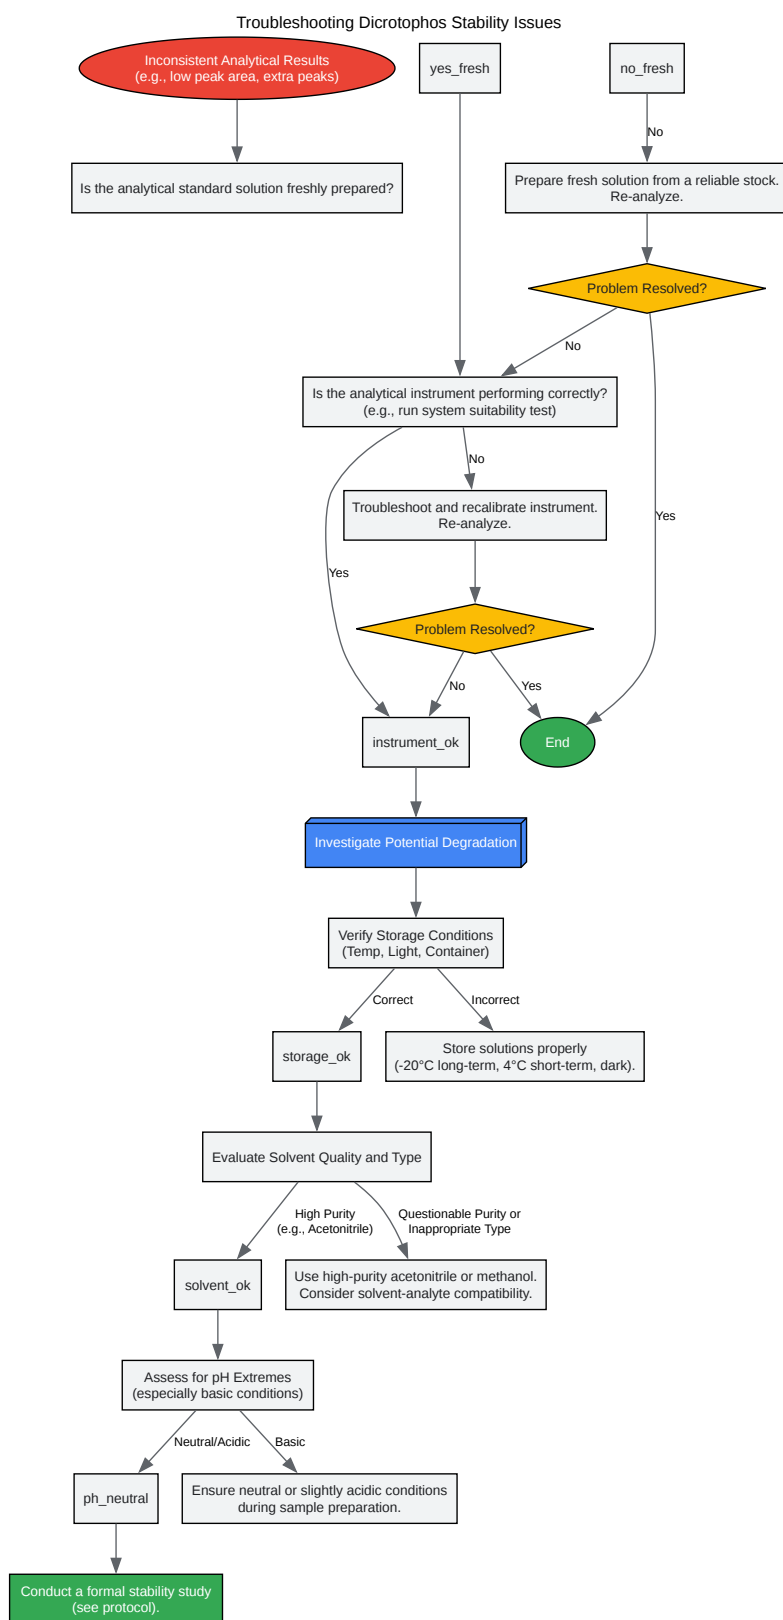 Troubleshooting Dicrotophos Stability Issues
Inconsistent Analytical Results
(e.g., low peak area, extra peaks)
yes_fresh
no_fresh
No
Is the analytical standard solution freshly prepared?
Prepare fresh solution from a reliable stock.
Re-analyze.
Problem Resolved?
No
Is the analytical instrument performing correctly?
(e.g., run system suitability test)
No
Troubleshoot and recalibrate instrument.
Re-analyze.
Yes
Yes
Problem Resolved?
No
Yes
instrument_ok
End
Investigate Potential Degradation
Verify Storage Conditions
(Temp, Light, Container)
Correct
Incorrect
storage_ok
Store solutions properly
(-20°C long-term, 4°C short-term, dark).
Evaluate Solvent Quality and Type
High Purity
(e.g., Acetonitrile)
Questionable Purity or
Inappropriate Type
solvent_ok
Use high-purity acetonitrile or methanol.
Consider solvent-analyte compatibility.
Assess for pH Extremes
(especially basic conditions)
Neutral/Acidic
Basic
ph_neutral
Ensure neutral or slightly acidic conditions
during sample preparation.
Conduct a formal stability study
(see protocol).